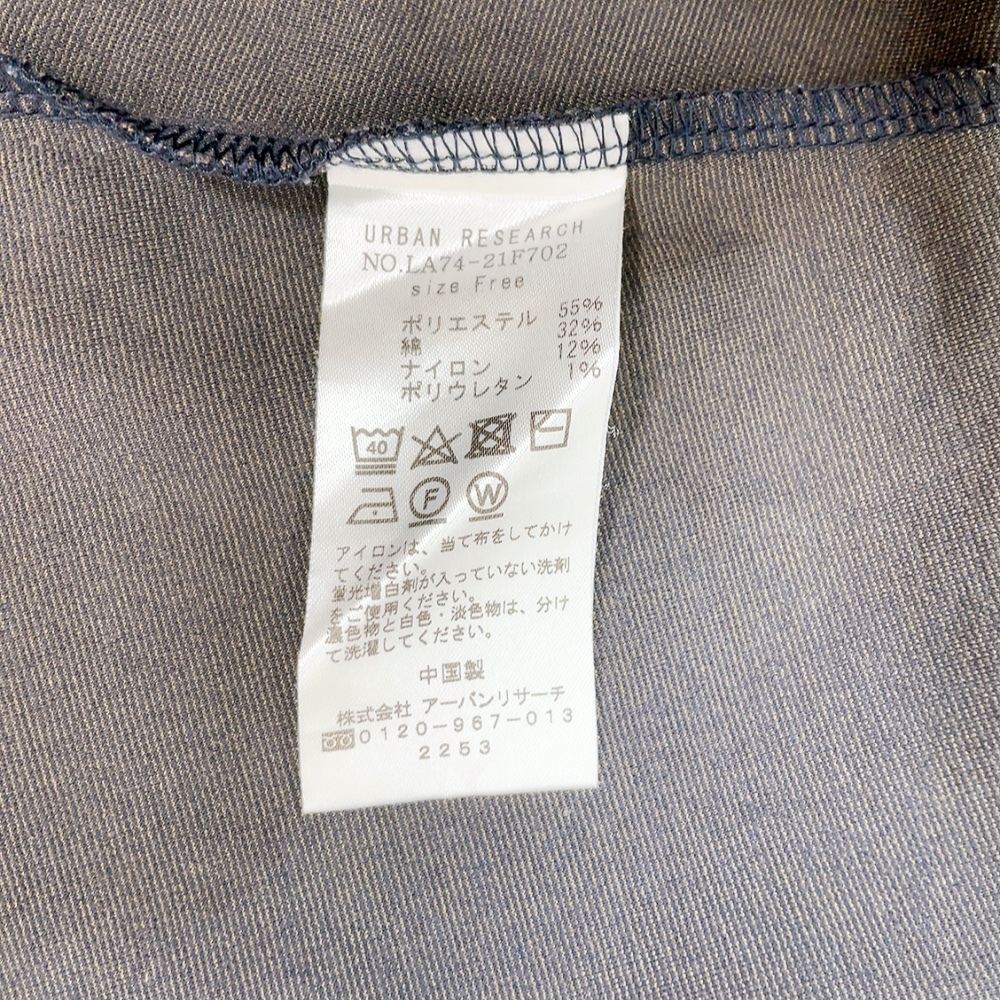 URBAN RESEARCH
NO.LA74-21F702
size Free
ポリエステル 55%
綿 32%
ナイロン 12%
ポリウレタン 1%
40
F W
アイロンは、当て布をしてかけ
てください。
蛍光増白剤が入っていない洗剤
をご使用ください。
濃色物と白色・淡色物は、分け
て洗濯してください。
中国製
株式会社 アーバンリサーチ
0120-967-013
2253